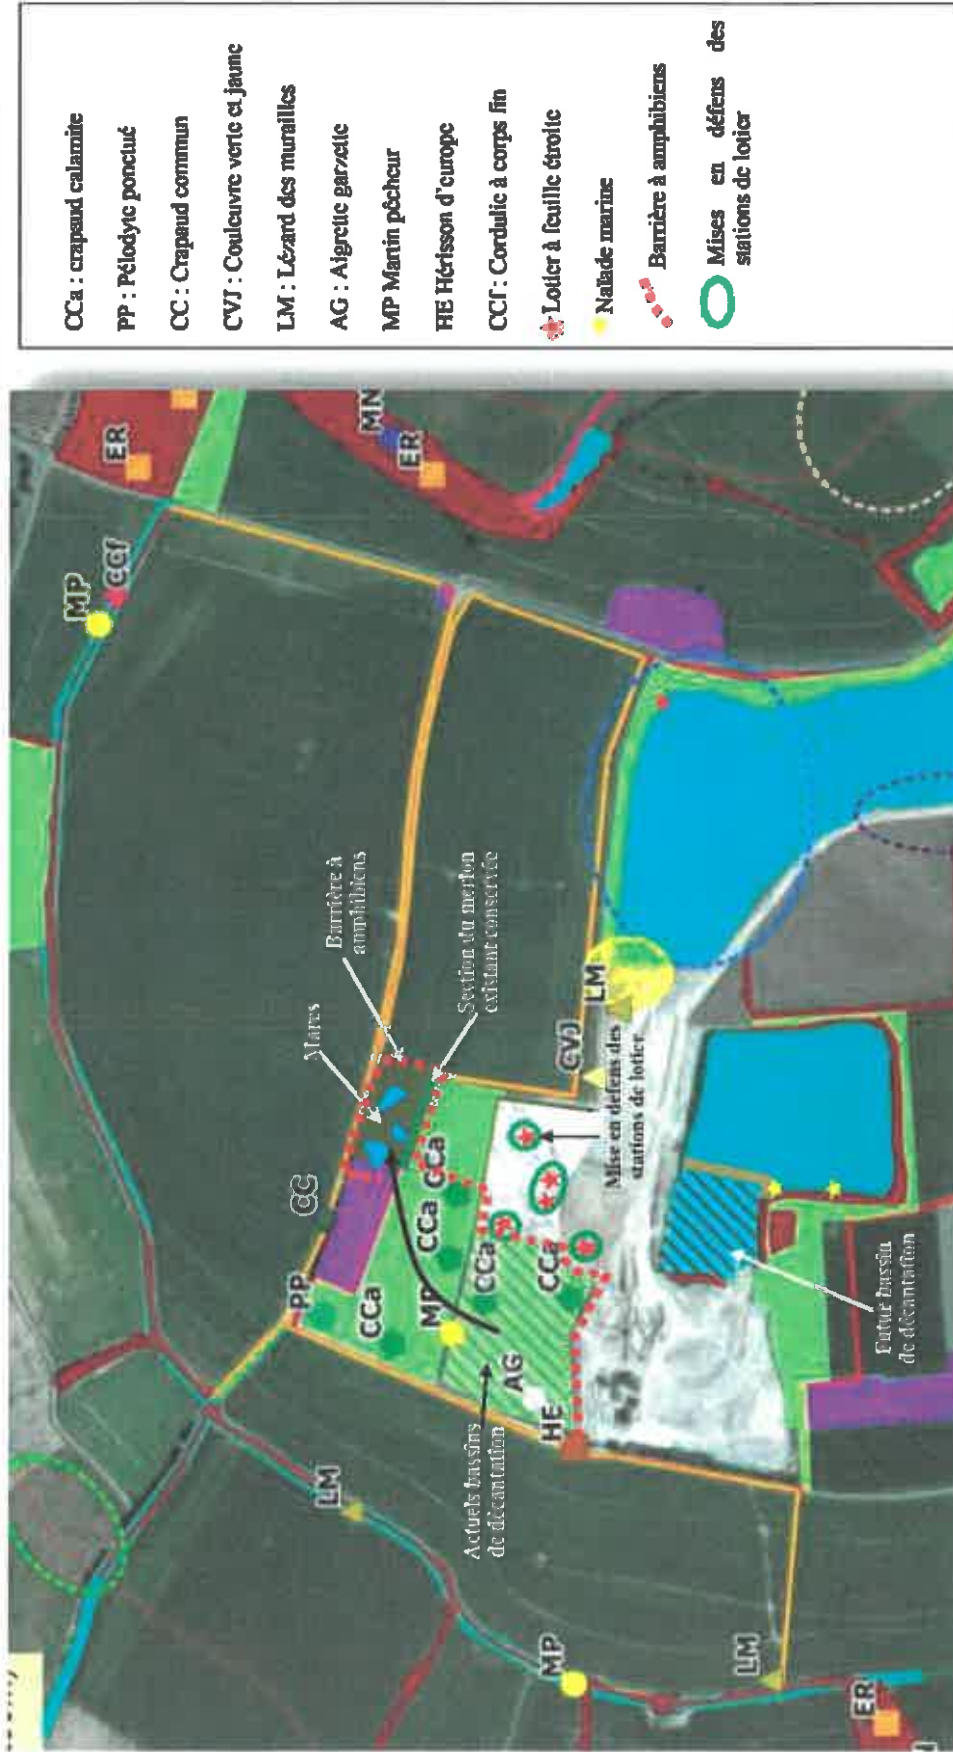 CCa : crapaud calamite
PP : Pélodyte ponctué
CC : Crapaud commun
CVJ : Couleuvre verte et jaune
LM : Lézard des murailles
AG : Aigrette garzette
MP Martin pêcheur
HE Hérisson d'europe
CCf : Cordulie à corps fin
Lotier à feuille étroite
Naïade marine
Barrière à amphibiens
Mises en défens des
stations de lotier
ER
MN
ER
MP
CCf
Mares
Barrière à
amphibiens
Section du merlon
existant conservée
CC
PP
CCa
CCa
CCa
CCa
CCa
MP
AG
HE
CVJ
LM
Mise en defens des
stations de lotier
Actuels bassins
de décantation
Futur bassin
de décantation
LM
MP
LM
ER